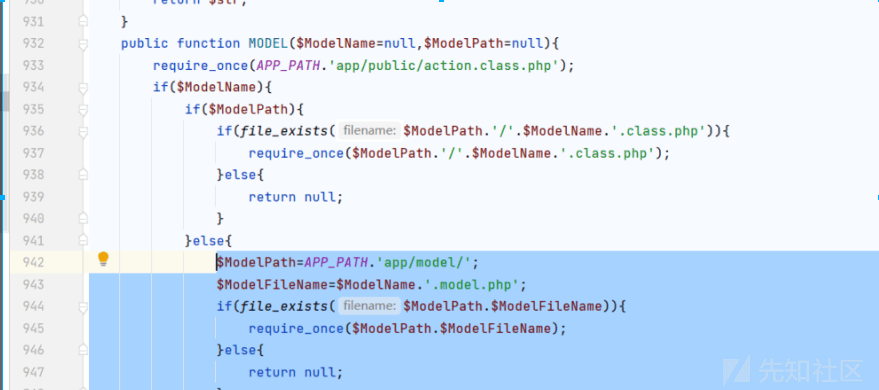 return $str;
931 }
932 public function MODEL($ModelName=null,$ModelPath=null){
933 require_once(APP_PATH.'app/public/action.class.php');
934 if($ModelName){
935 if($ModelPath){
936 if(file_exists( filename: $ModelPath.'/'.$ModelName.'.class.php')){
937 require_once($ModelPath.'/'.$ModelName.'.class.php');
938 }else{
939 return null;
940 }
941 }else{
942 $ModelPath=APP_PATH.'app/model/';
943 $ModelFileName=$ModelName.'.model.php';
944 if(file_exists( filename: $ModelPath.$ModelFileName)){
945 require_once($ModelPath.$ModelFileName);
946 }else{
947 return null;
先知社区